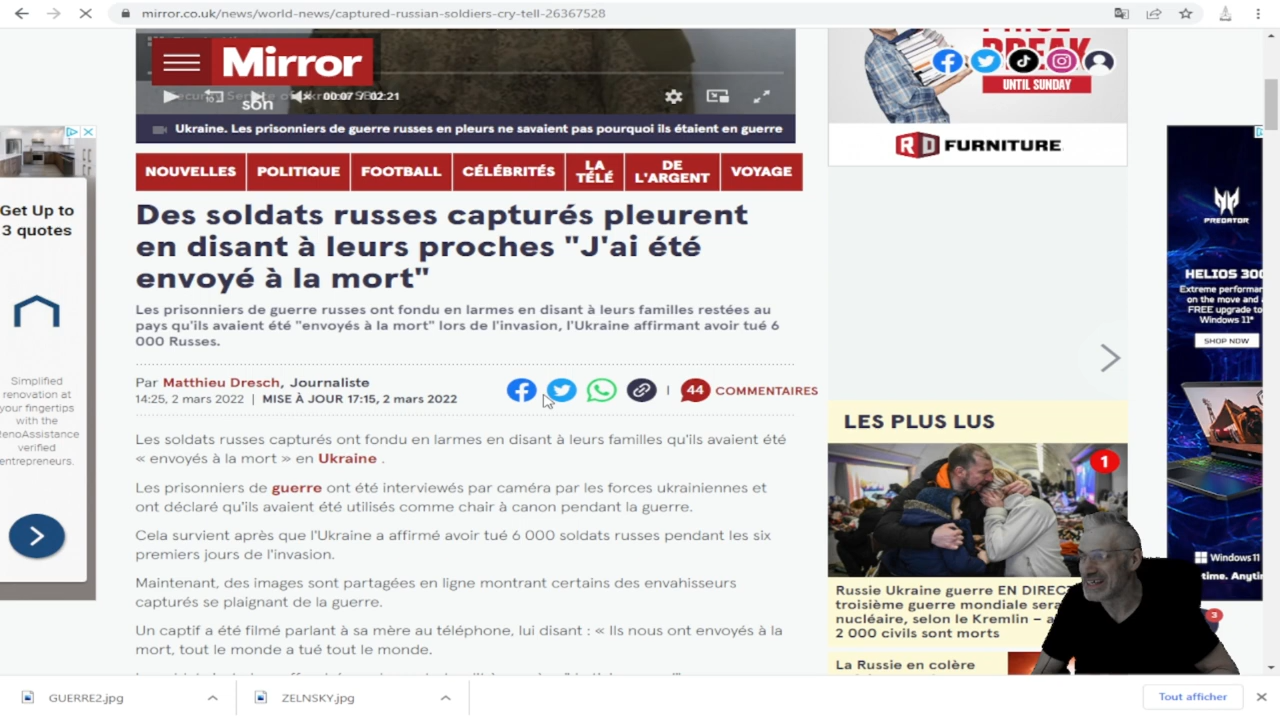 mirror.co.uk/news/world-news/captured-russian-soldiers-cry-tell-26367528
Mirror
son
00:07 / 02:21
Ukraine. Les prisonniers de guerre russes en pleurs ne savaient pas pourquoi ils étaient en guerre
NOUVELLES
POLITIQUE
FOOTBALL
CÉLÉBRITÉS
LA
TÉLÉ
DE
L'ARGENT
VOYAGE
Des soldats russes capturés pleurent
en disant à leurs proches "J'ai été
envoyé à la mort"
Les prisonniers de guerre russes ont fondu en larmes en disant à leurs familles restées au
pays qu'ils avaient été "envoyés à la mort" lors de l'invasion, l'Ukraine affirmant avoir tué 6
000 Russes.
Par Matthieu Dresch, Journaliste
14:25, 2 mars 2022 | MISE À JOUR 17:15, 2 mars 2022
44 COMMENTAIRES
Les soldats russes capturés ont fondu en larmes en disant à leurs familles qu'ils avaient été
« envoyés à la mort » en Ukraine .
Les prisonniers de guerre ont été interviewés par caméra par les forces ukrainiennes et
ont déclaré qu'ils avaient été utilisés comme chair à canon pendant la guerre.
Cela survient après que l'Ukraine a affirmé avoir tué 6 000 soldats russes pendant les six
premiers jours de l'invasion.
Maintenant, des images sont partagées en ligne montrant certains des envahisseurs
capturés se plaignant de la guerre.
Un captif a été filmé parlant à sa mère au téléphone, lui disant : « Ils nous ont envoyés à la
mort, tout le monde a tué tout le monde.
BREAK
UNTIL SUNDAY
RD FURNITURE
LES PLUS LUS
1
Russie Ukraine guerre EN DIREC
troisième guerre mondiale sera
nucléaire, selon le Kremlin – a
2 000 civils sont morts
3
La Russie en colère
Get Up to
3 quotes
Simplified
renovation at
your fingertips
with the
RenoAssistance
verified
entrepreneurs.
PREDATOR
HELIOS 300
Extreme performan
on the move and a
FREE upgrade to
Windows 11*
SHOP NOW
Windows 11
time. Anyti
GUERRE2.jpg
ZELNSKY.jpg
Tout afficher